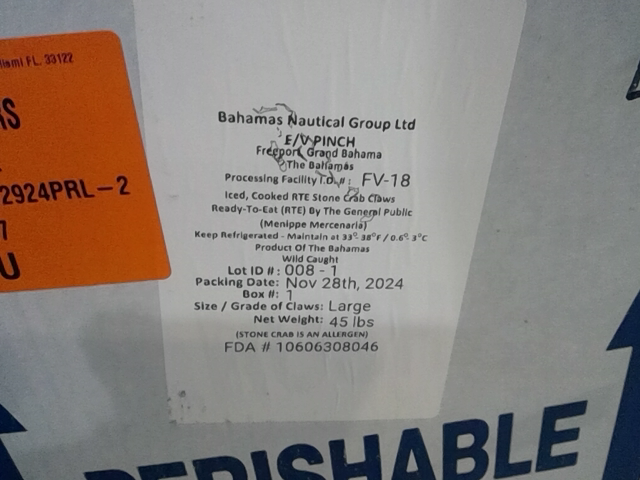 Miami FL 33122
2924PRL-2
7
U
Bahamas Nautical Group Ltd
F/V PINCH
Freeport, Grand Bahama
The Bahamas
Processing Facility I.D.#: FV-18
Iced, Cooked RTE Stone Crab Claws
Ready-To-Eat (RTE) By The General Public
(Menippe Mercenaria)
Keep Refrigerated - Maintain at 33°- 38°F / 0.6°- 3°C
Product Of The Bahamas
Wild Caught
Lot ID #: 008 - 1
Packing Date: Nov 28th, 2024
Box #: 1
Size / Grade of Claws: Large
Net Weight: 45 lbs
(STONE CRAB IS AN ALLERGEN)
FDA # 10606308046
PERISHABLE